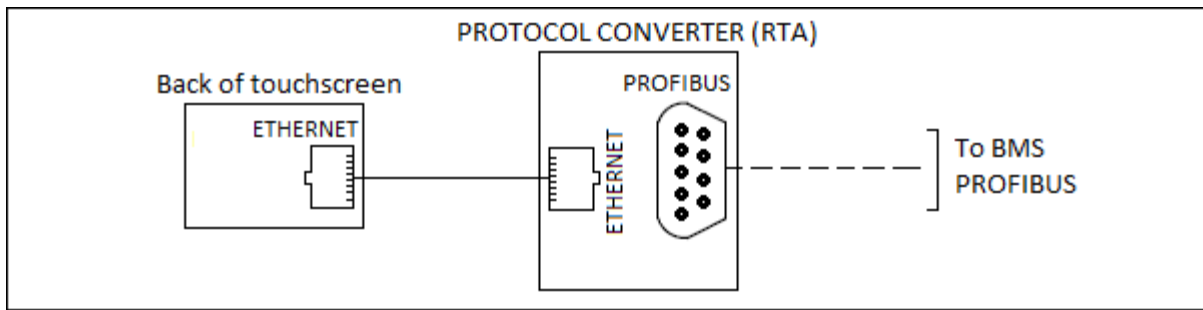 PROTOCOL CONVERTER (RTA)
Back of touchscreen
PROFIBUS
ETHERNET
ETHERNET
To BMS
PROFIBUS